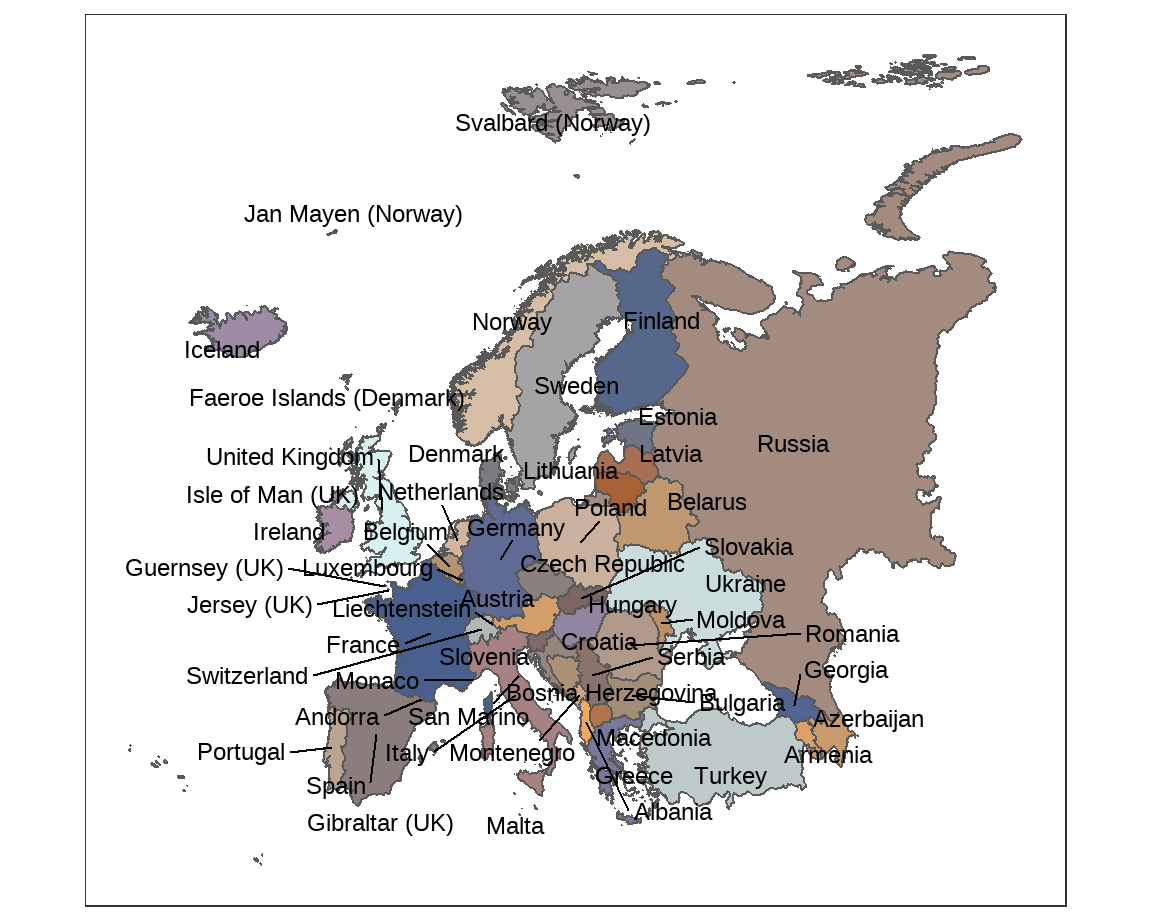 Svalbard (Norway)
Jan Mayen (Norway)
Norway
Finland
Iceland
Sweden
Faeroe Islands (Denmark)
Estonia
Russia
United Kingdom
Denmark
Latvia
Lithuania
Isle of Man (UK)
Netherlands
Poland
Belarus
Ireland
Belgium
Germany
Slovakia
Guernsey (UK)
Luxembourg
Czech Republic
Ukraine
Jersey (UK)
Liechtenstein
Austria
Hungary
Moldova
France
Croatia
Romania
Switzerland
Slovenia
Serbia
Georgia
Monaco
Bosnia Herzegovina
Bulgaria
Andorra
San Marino
Azerbaijan
Portugal
Italy
Montenegro
Macedonia
Armenia
Spain
Greece
Turkey
Gibraltar (UK)
Malta
Albania